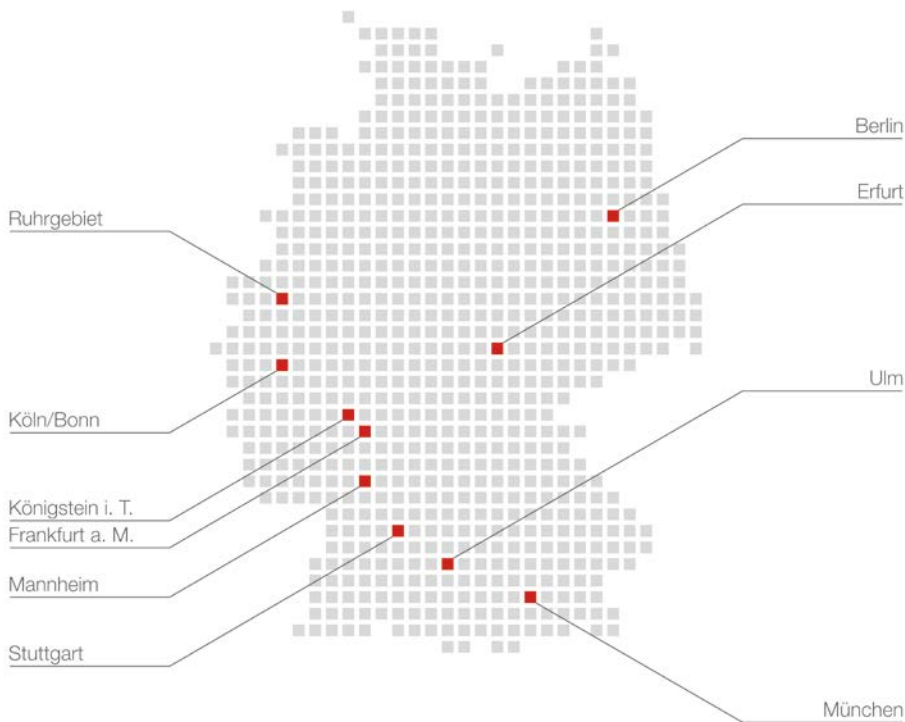 Berlin
Erfurt
Ruhrgebiet
Ulm
Köln/Bonn
Königstein i. T.
Frankfurt a. M.
Mannheim
Stuttgart
München